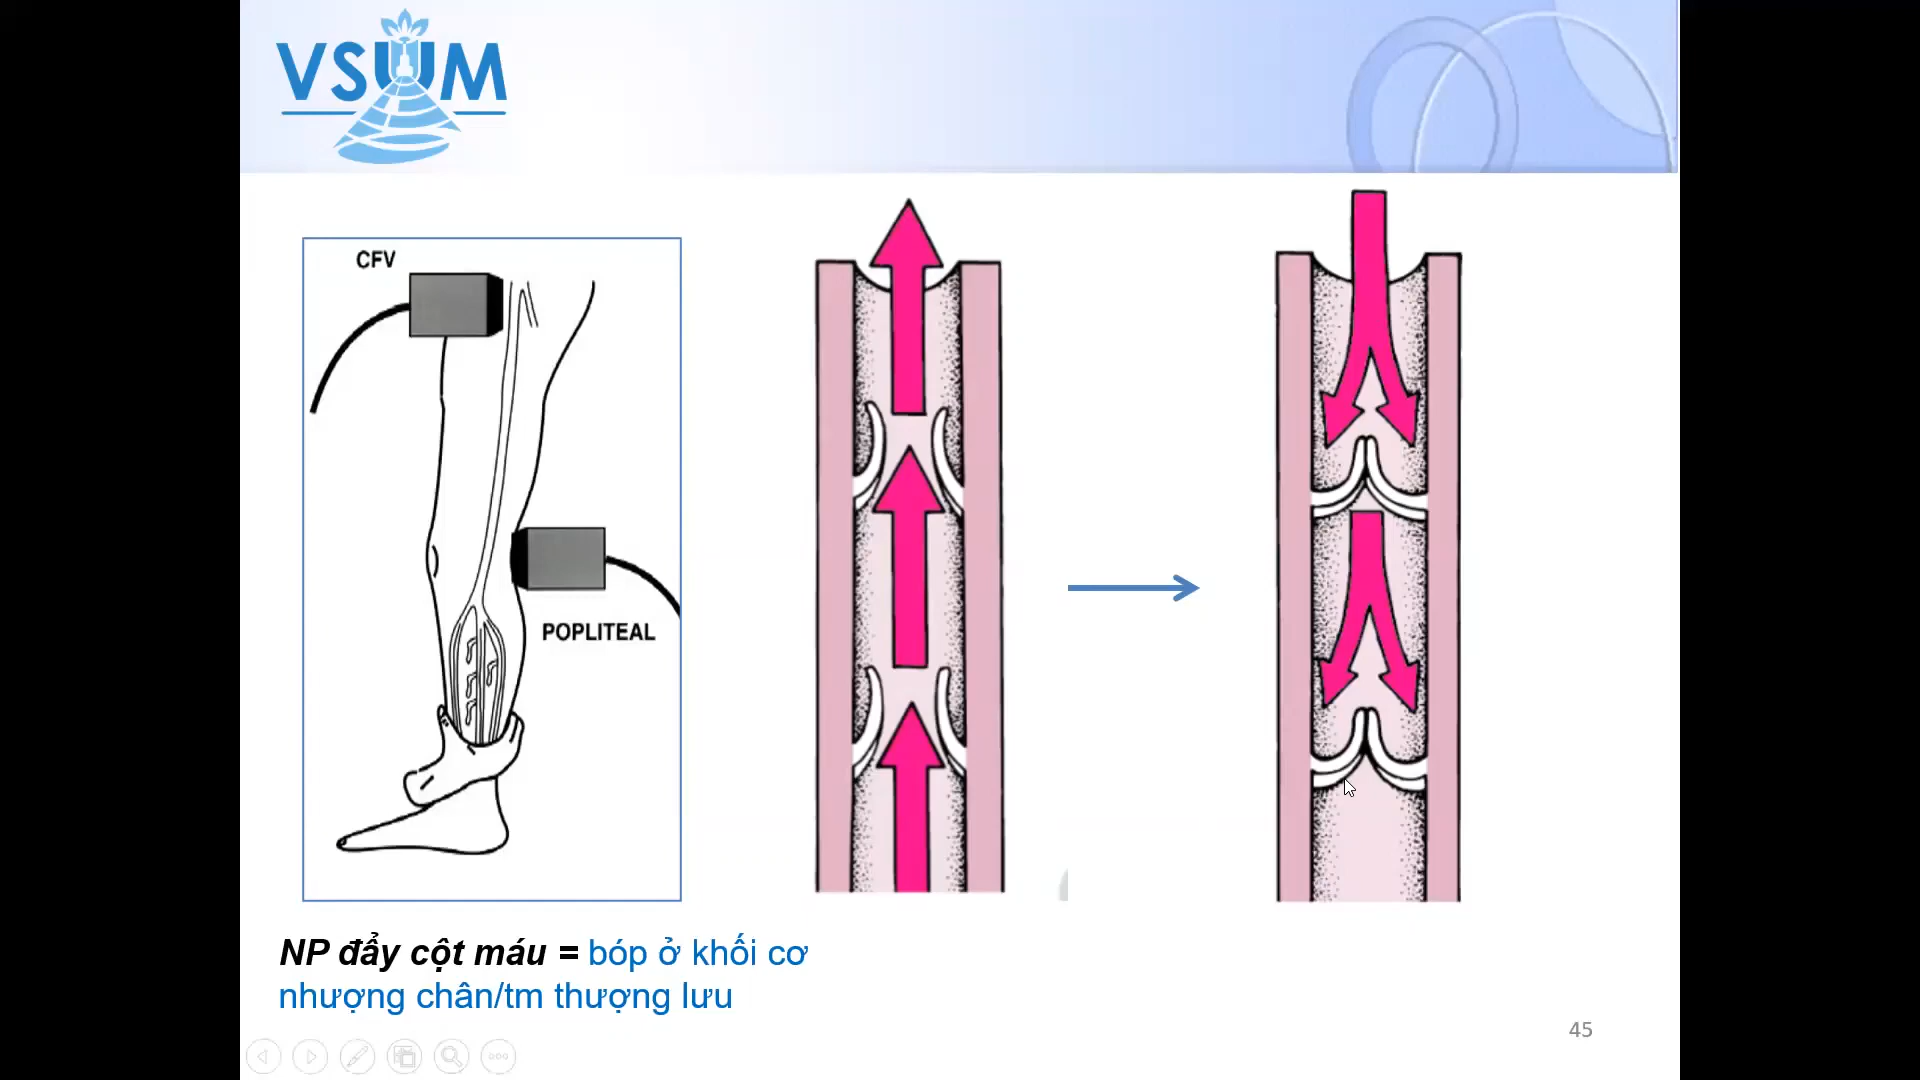 VSUM
CFV
POPLITEAL
NP đẩy cột máu = bóp ở khối cơ
nhượng chân/tm thượng lưu
45